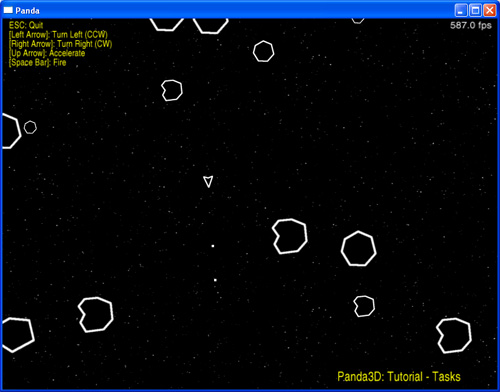 Panda
ESC: Quit
587.0 fps
[Left Arrow]: Turn Left (CCW)
[Right Arrow]: Turn Right (CW)
[Up Arrow]: Accelerate
[Space Bar]: Fire
Panda3D: Tutorial - Tasks